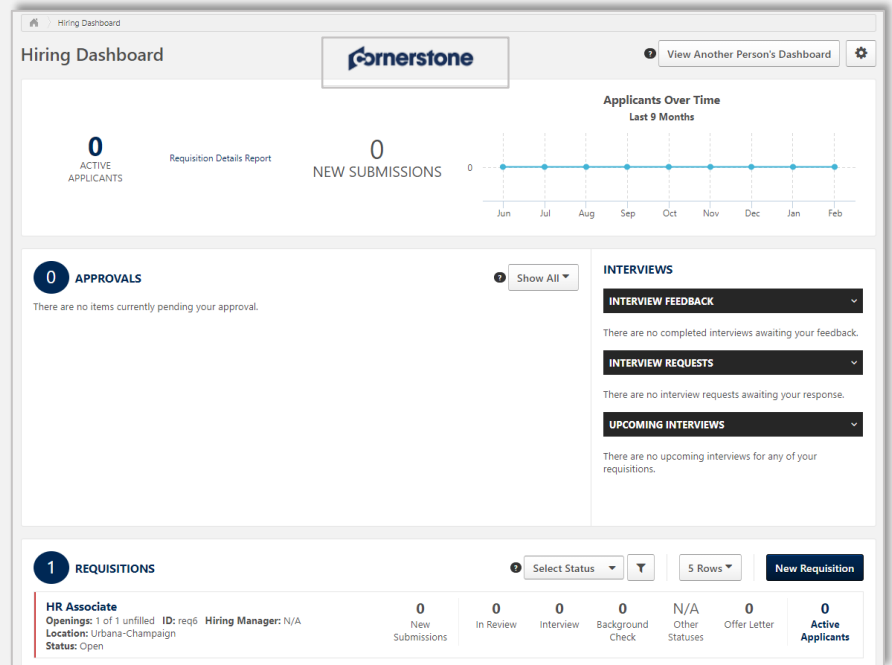 Hiring Dashboard
Hiring Dashboard
cornerstone
? View Another Person's Dashboard
Applicants Over Time
Last 9 Months
0
ACTIVE
APPLICANTS
Requisition Details Report
0
NEW SUBMISSIONS
0
Jun Jul Aug Sep Oct Nov Dec Jan Feb
0 APPROVALS
? Show All
There are no items currently pending your approval.
INTERVIEWS
INTERVIEW FEEDBACK
There are no completed interviews awaiting your feedback.
INTERVIEW REQUESTS
There are no interview requests awaiting your response.
UPCOMING INTERVIEWS
There are no upcoming interviews for any of your
requisitions.
1 REQUISITIONS
? Select Status 5 Rows New Requisition
HR Associate
Openings: 1 of 1 unfilled ID: req6 Hiring Manager: N/A
Location: Urbana-Champaign
Status: Open
0
New
Submissions
0
In Review
0
Interview
0
Background
Check
N/A
Other
Statuses
0
Offer Letter
0
Active
Applicants